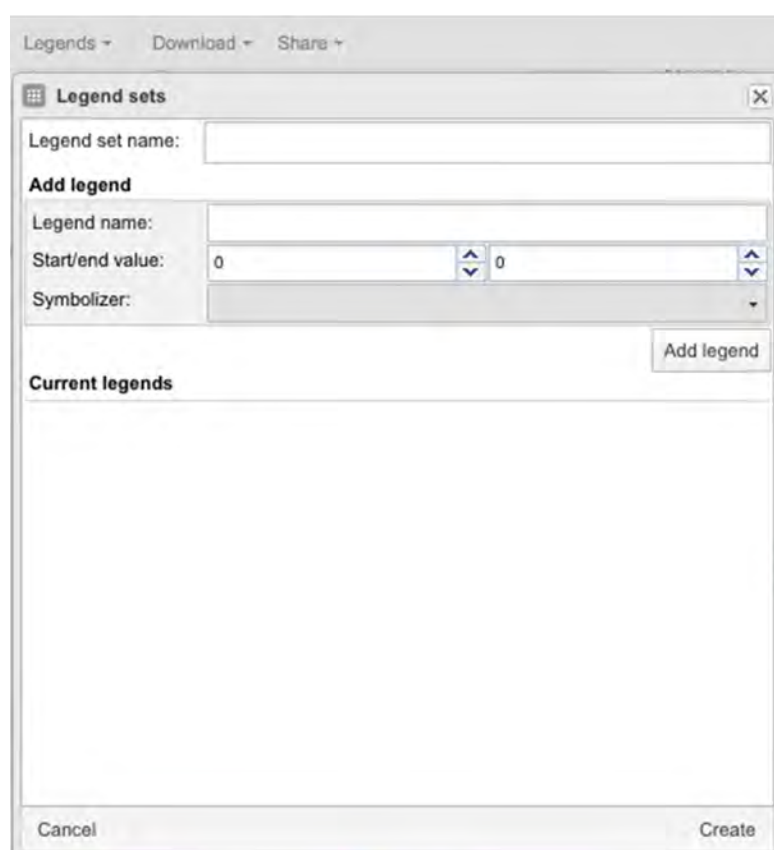 Legends Download Share
Legend sets
Legend set name:
Add legend
Legend name:
Start/end value: 0 0
Symbolizer:
Add legend
Current legends
Cancel Create